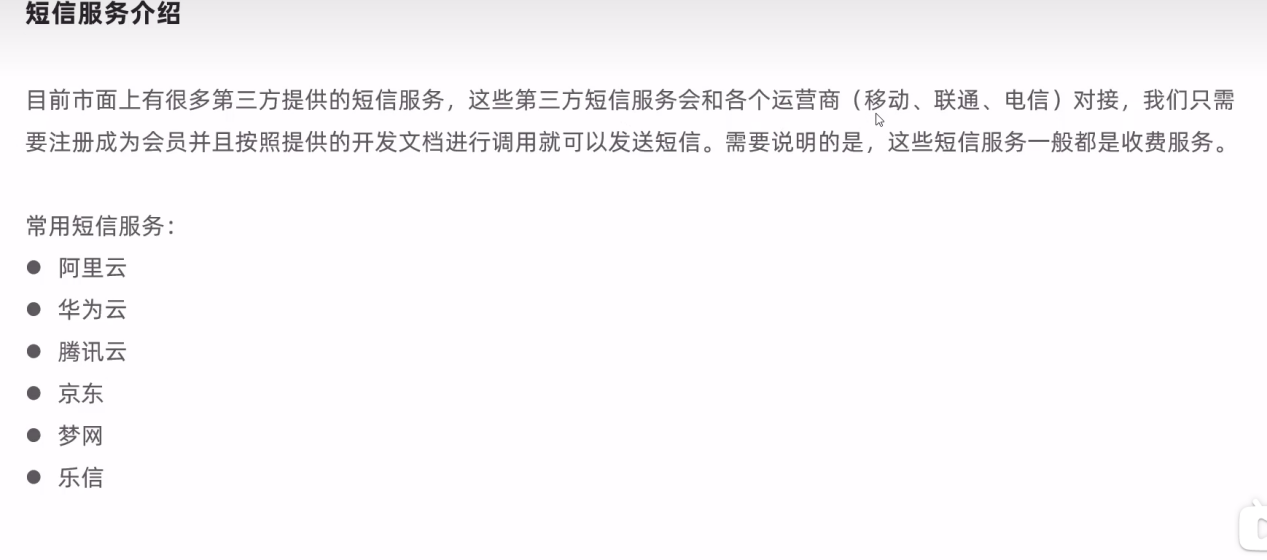 短信服务介绍
目前市面上有很多第三方提供的短信服务，这些第三方短信服务会和各个运营商（移动、联通、电信）对接，我们只需
要注册成为会员并且按照提供的开发文档进行调用就可以发送短信。需要说明的是，这些短信服务一般都是收费服务。
常用短信服务：
● 阿里云
● 华为云
● 腾讯云
● 京东
● 梦网
● 乐信